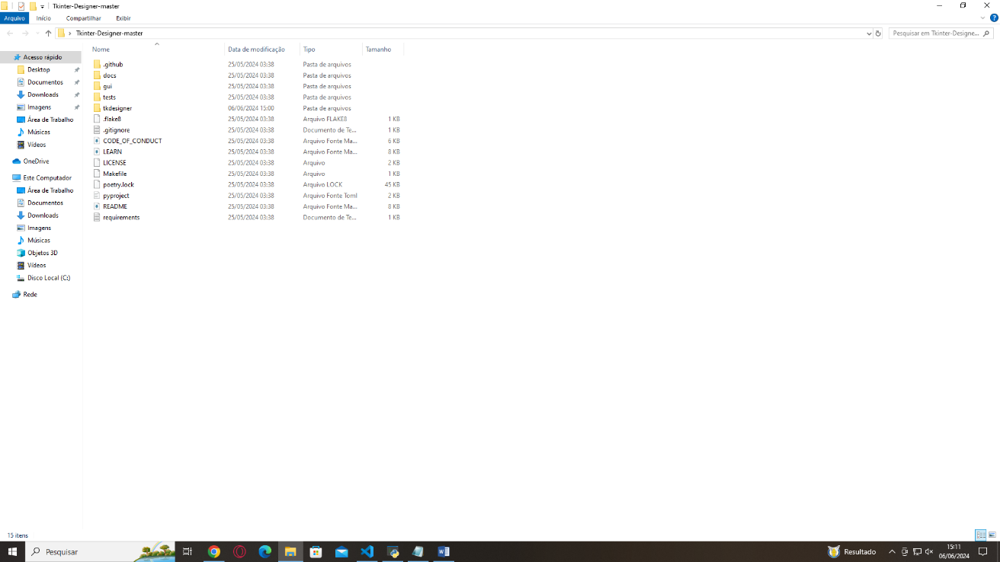 Tkinter-Designer-master
Arquivo Início Compartilhar Exibir
Tkinter-Designer-master
Pesquisar em Tkinter-Designe...
Nome Data de modificação Tipo Tamanho
Acesso rápido
Desktop
Documentos
Downloads
Imagens
Área de Trabalho
Músicas
Vídeos
OneDrive
Este Computador
Área de Trabalho
Documentos
Downloads
Imagens
Músicas
Objetos 3D
Vídeos
Disco Local (C:)
Rede
.github 25/05/2024 03:38 Pasta de arquivos
docs 25/05/2024 03:38 Pasta de arquivos
gui 25/05/2024 03:38 Pasta de arquivos
tests 25/05/2024 03:38 Pasta de arquivos
tkdesigner 06/06/2024 15:00 Pasta de arquivos
.flake8 25/05/2024 03:38 Arquivo FLAKE8 1 KB
.gitignore 25/05/2024 03:38 Documento de Te... 1 KB
CODE_OF_CONDUCT 25/05/2024 03:38 Arquivo Fonte Ma... 6 KB
LEARN 25/05/2024 03:38 Arquivo Fonte Ma... 8 KB
LICENSE 25/05/2024 03:38 Arquivo 2 KB
Makefile 25/05/2024 03:38 Arquivo 1 KB
poetry.lock 25/05/2024 03:38 Arquivo LOCK 45 KB
pyproject 25/05/2024 03:38 Arquivo Fonte Toml 2 KB
README 25/05/2024 03:38 Arquivo Fonte Ma... 8 KB
requirements 25/05/2024 03:38 Documento de Te... 1 KB
15 itens
Pesquisar
Resultado
15:11
06/06/2024